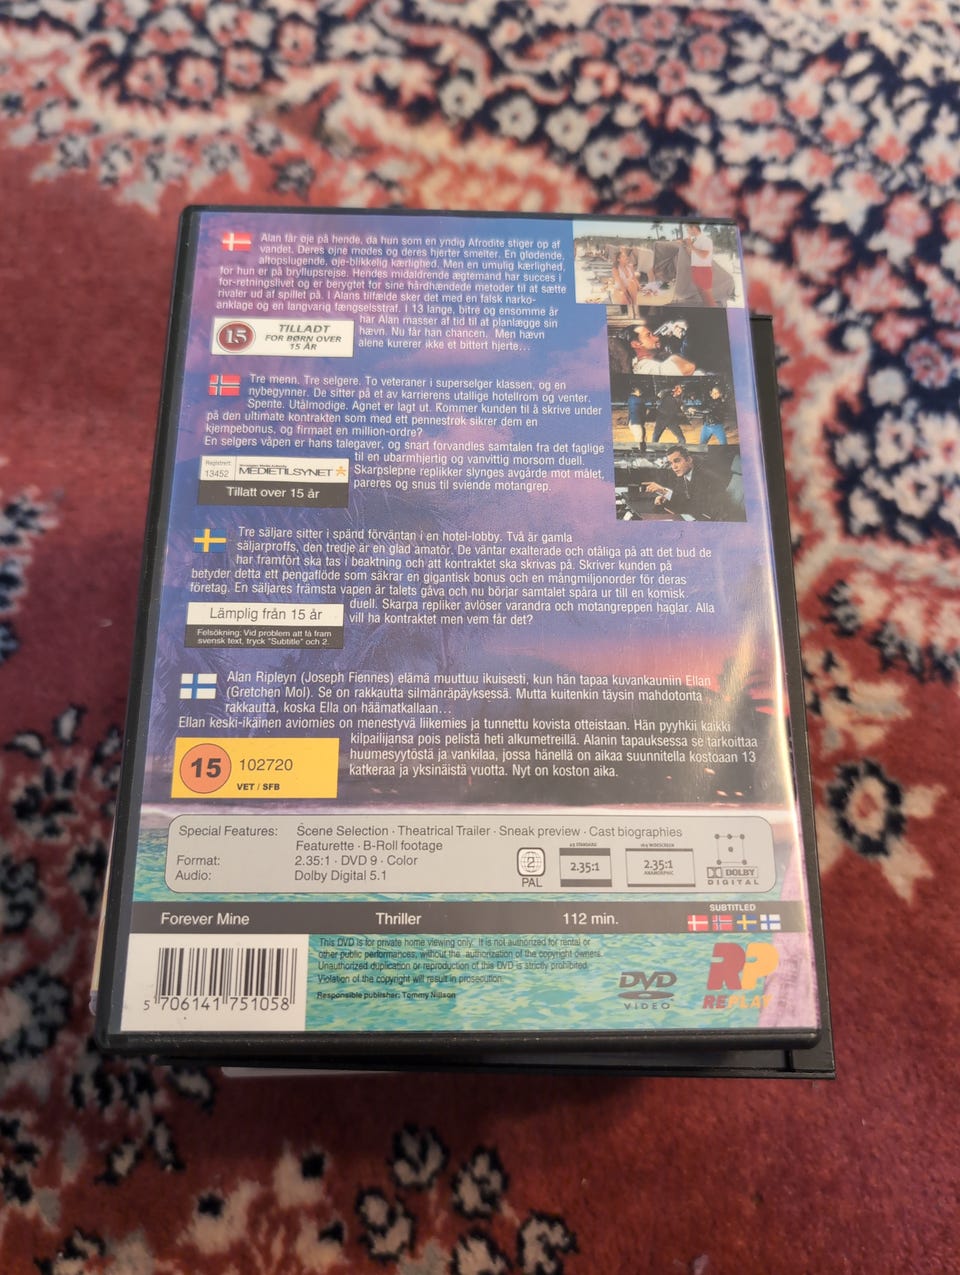 Alan får øje på hende, da hun som en yndig Afrodite stiger op af
vandet. Deres øjne mødes og deres hjerter smelter. En glødende,
altopslugende, øje-blikkelig kærlighed. Men en umulig kærlighed,
for hun er på bryllupsrejse. Hendes midaldrende ægtemand har succes i
for-retningslivet og er berygtet for sine hårdhændede metoder til at sætte
rivaler ud af spillet på. I Alans tilfælde sker det med en falsk narko-
anklage og en langvarig fængselsstraf. I 13 lange, bitre og ensomme år
har Alan masser af tid til at planlægge sin
hævn. Nu får han chancen. Men hævn
alene kurerer ikke et bittert hjerte...
15
TILLADT
FOR BØRN OVER
15 ÅR
Tre menn. Tre selgere. To veteraner i superselger klassen, og en
nybegynner. De sitter på et av karrierens utallige hotellrom og venter.
Spente. Utålmodige. Agnet er lagt ut. Kommer kunden til å skrive under
på den ultimate kontrakten som med ett pennestrøk sikrer dem en
kjempebonus, og firmaet en million-ordre?
En selgers våpen er hans talegaver, og snart forvandles samtalen fra det faglige
til en ubarmhjertig og vanvittig morsom duell.
Skarpslepne replikker slynges avgårde mot målet,
pareres og snus til sviende motangrep.
Registrert:
13452
MEDIETILSYNET
Tillatt over 15 år
Tre säljare sitter i spänd förväntan i en hotel-lobby. Två är gamla
säljarproffs, den tredje är en glad amatör. De väntar exalterade och otåliga på att det bud de
har framfört ska tas i beaktning och att kontraktet ska skrivas på. Skriver kunden på
betyder detta ett pengaflöde som säkrar en gigantisk bonus och en mångmiljonorder för deras
företag. En säljares främsta vapen är talets gåva och nu börjar samtalet spåra ur till en komisk
duell. Skarpa repliker avlöser varandra och motangreppen haglar. Alla
vill ha kontraktet men vem får det?
Lämplig från 15 år
Felsökning: Vid problem att få fram
svensk text, tryck "Subtitle" och 2.
Alan Ripleyn (Joseph Fiennes) elämä muuttuu ikuisesti, kun hän tapaa kuvankauniin Ellan
(Gretchen Mol). Se on rakkautta silmänräpäyksessä. Mutta kuitenkin täysin mahdotonta
rakkautta, koska Ella on häämatkallaan...
Ellan keski-ikäinen aviomies on menestyvä liikemies ja tunnettu kovista otteistaan. Hän pyyhkii kaikki
kilpailijansa pois pelistä heti alkumetreillä. Alanin tapauksessa se tarkoittaa
huumesyytöstä ja vankilaa, jossa hänellä on aikaa suunnitella kostoaan 13
katkeraa ja yksinäistä vuotta. Nyt on koston aika.
15
102720
VET / SFB
Special Features: Scene Selection · Theatrical Trailer · Sneak preview · Cast biographies
Featurette · B-Roll footage
Format: 2.35:1 · DVD 9 · Color
Audio: Dolby Digital 5.1
2
PAL
4:3 STANDARD
2.35:1
16:9 WIDESCREEN
2.35:1
ANAMORPHIC
DOLBY
DIGITAL
Forever Mine Thriller 112 min.
SUBTITLED
This DVD is for private home viewing only. It is not authorized for rental or
other public performances, without the authorization of the copyright owners.
Unauthorized duplication or reproduction of this DVD is strictly prohibited.
Violation of the copyright will result in prosecution.
Responsible publisher: Tommy Nillson
5 706141 751058
DVD
VIDEO
RP
REPLAY